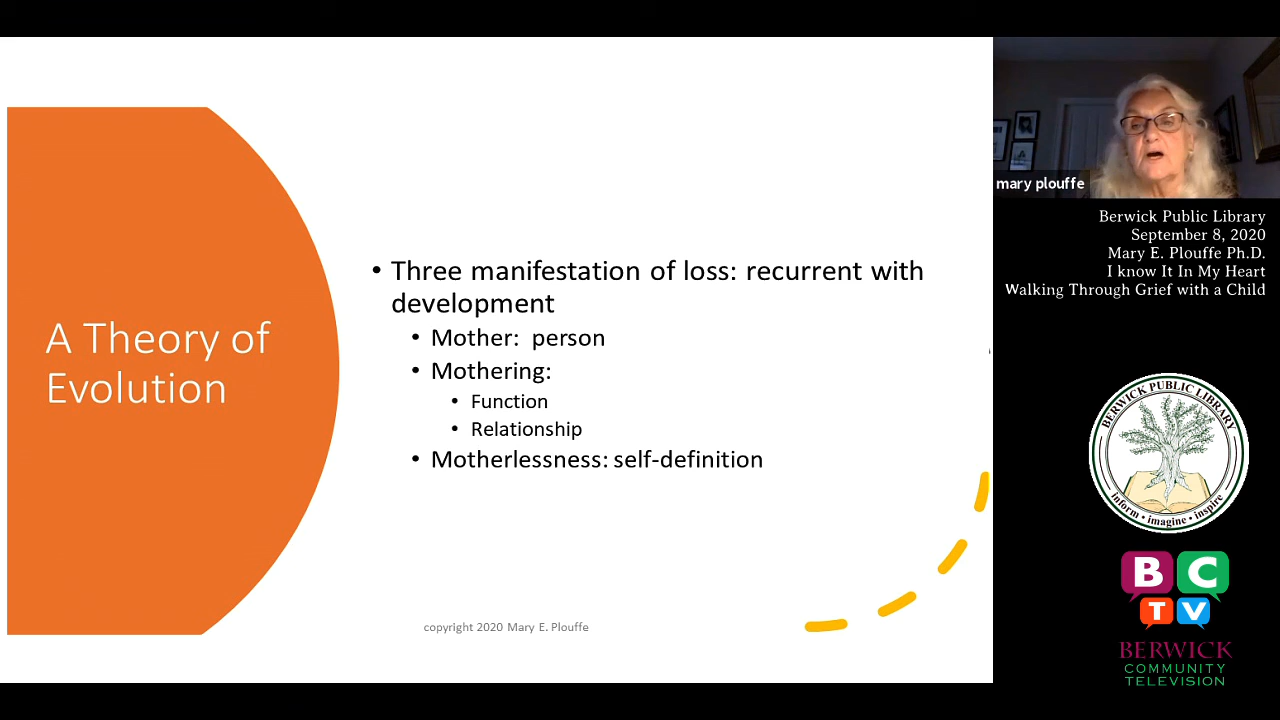 A Theory of
Evolution
• Three manifestation of loss: recurrent with
development
• Mother: person
• Mothering:
• Function
• Relationship
• Motherlessness: self-definition
copyright 2020 Mary E. Plouffe
mary plouffe
Berwick Public Library
September 8, 2020
Mary E. Plouffe Ph.D.
I know It In My Heart
Walking Through Grief with a Child
BERWICK PUBLIC LIBRARY
inform • imagine • inspire
B C
T V
BERWICK
COMMUNITY
TELEVISION